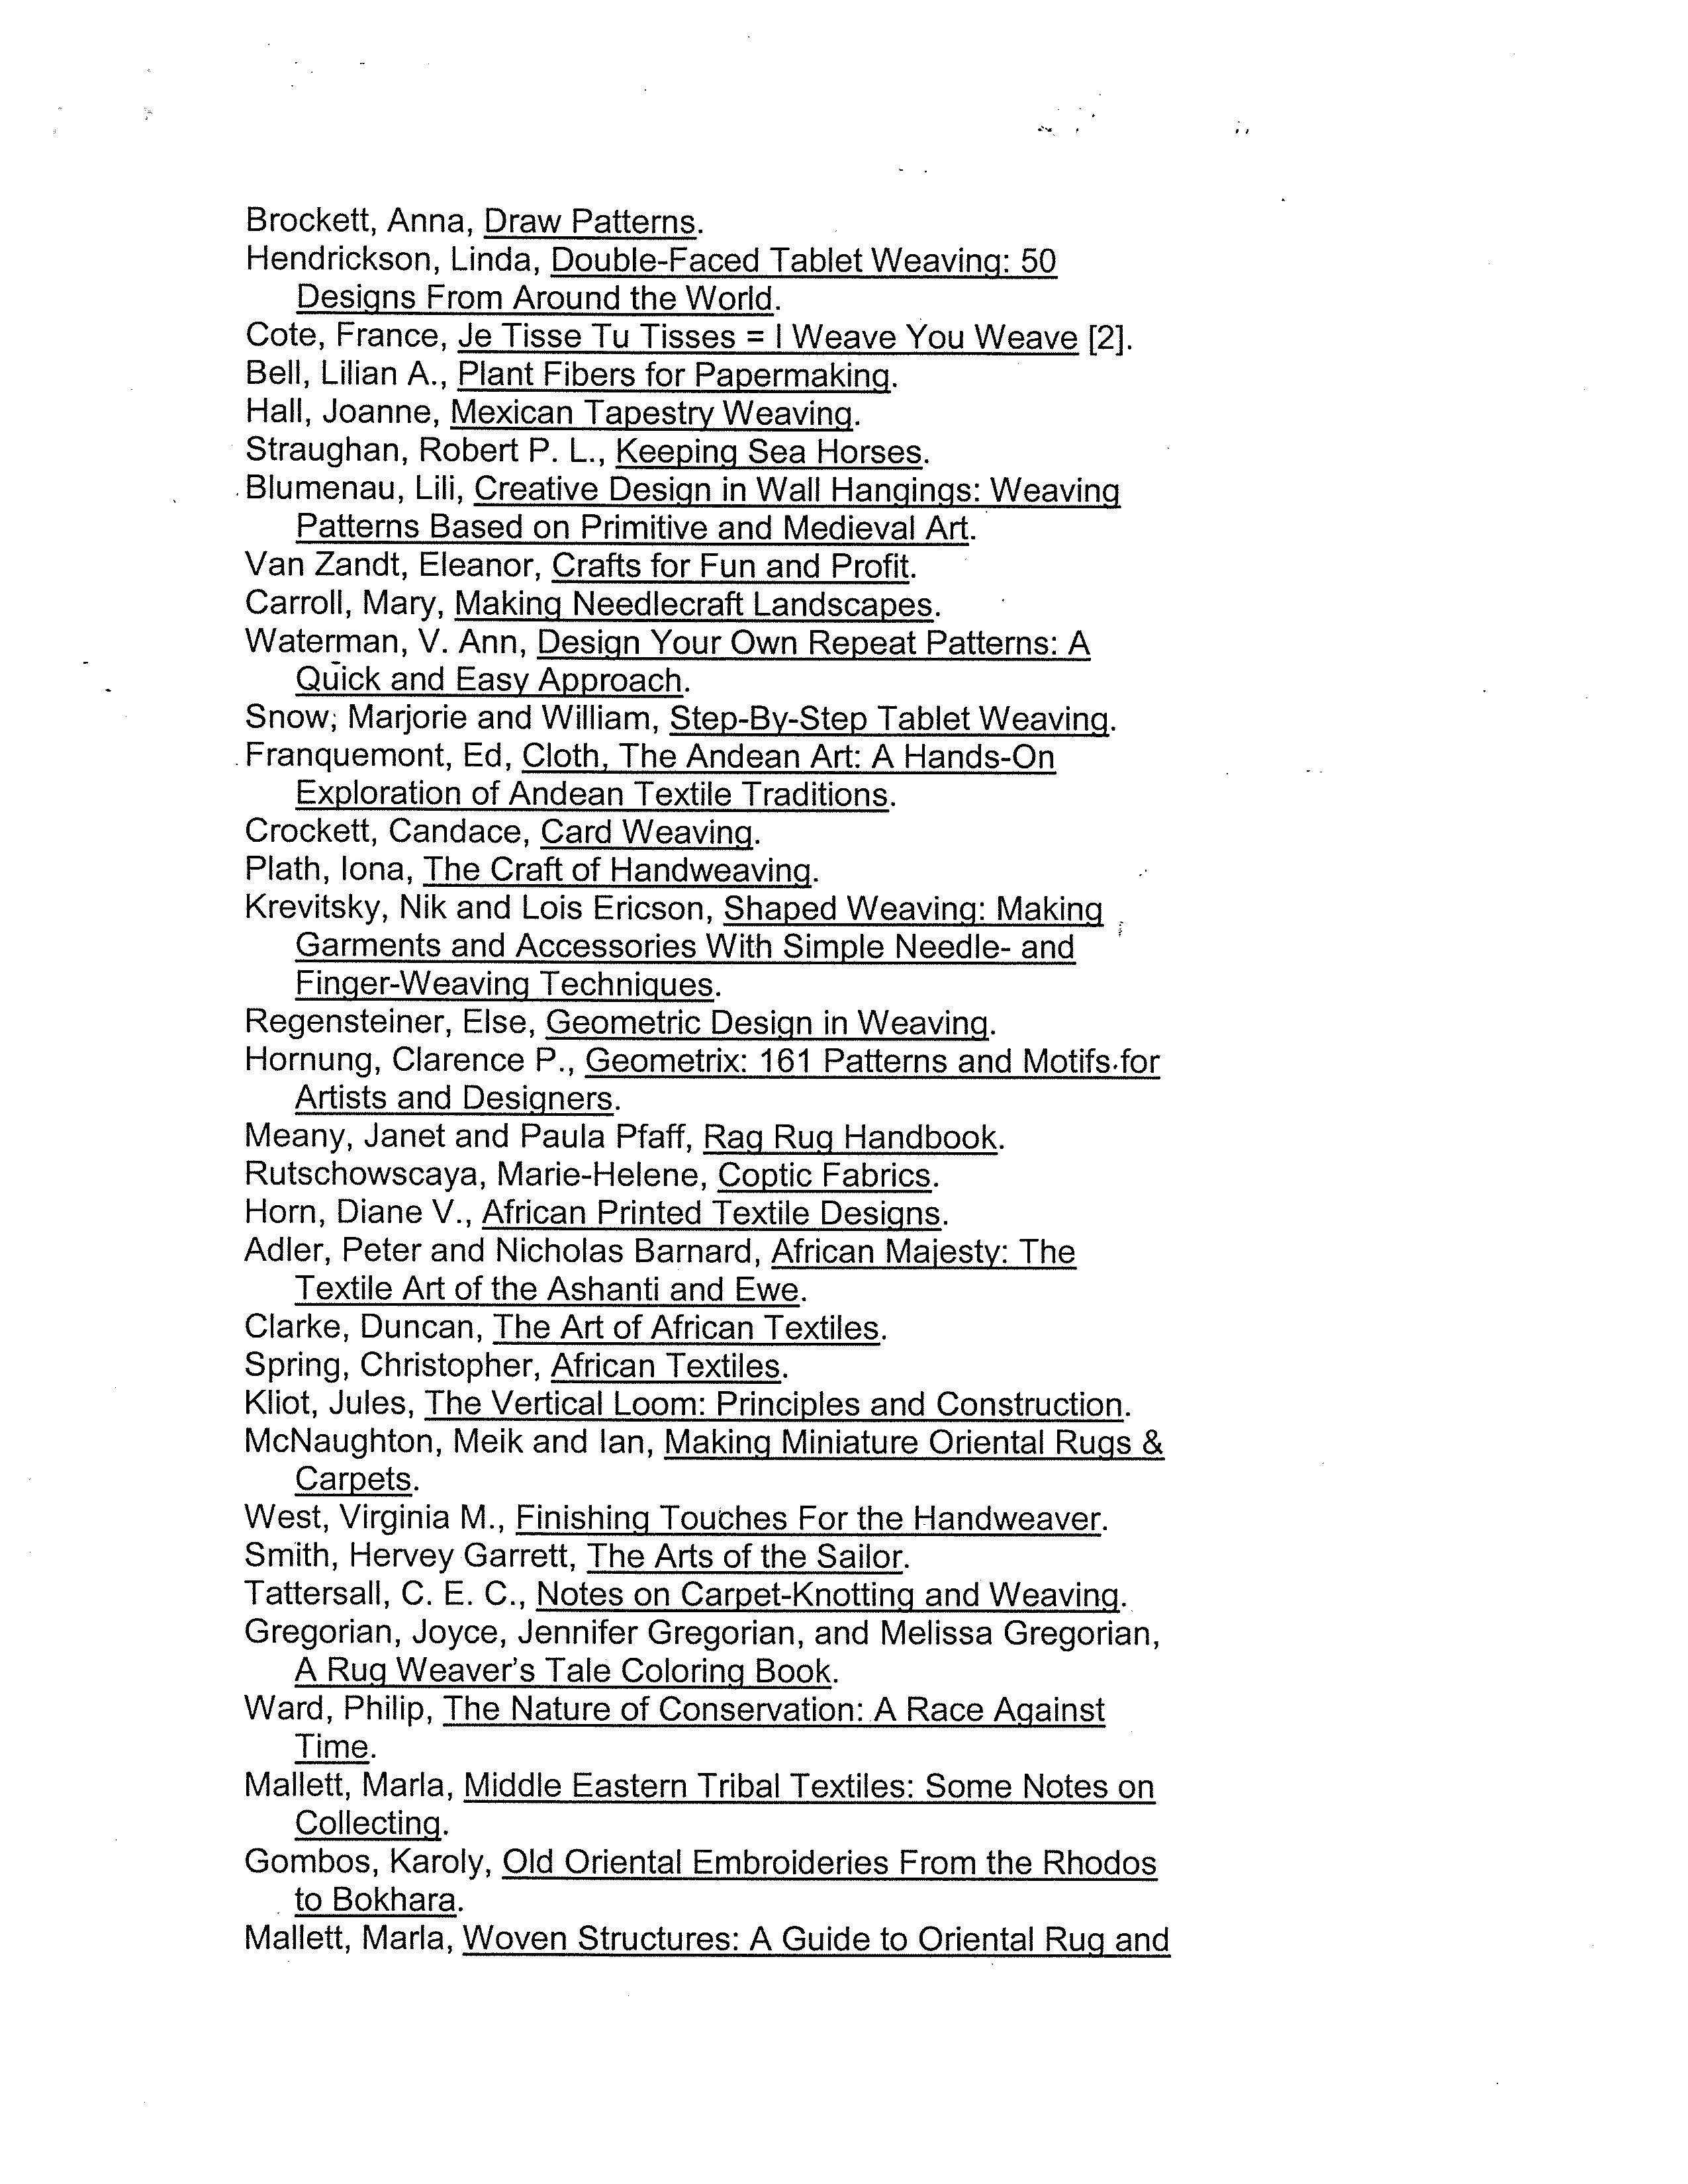 Brockett, Anna, Draw Patterns.
Hendrickson, Linda, Double-Faced Tablet Weaving: 50
Designs From Around the World.
Cote, France, Je Tisse Tu Tisses = I Weave You Weave [2].
Bell, Lilian A., Plant Fibers for Papermaking.
Hall, Joanne, Mexican Tapestry Weaving.
Straughan, Robert P. L., Keeping Sea Horses.
Blumenau, Lili, Creative Design in Wall Hangings: Weaving
Patterns Based on Primitive and Medieval Art.
Van Zandt, Eleanor, Crafts for Fun and Profit.
Carroll, Mary, Making Needlecraft Landscapes.
Waterman, V. Ann, Design Your Own Repeat Patterns: A
Quick and Easy Approach.
Snow, Marjorie and William, Step-By-Step Tablet Weaving.
Franquemont, Ed, Cloth, The Andean Art: A Hands-On
Exploration of Andean Textile Traditions.
Crockett, Candace, Card Weaving.
Plath, Iona, The Craft of Handweaving.
Krevitsky, Nik and Lois Ericson, Shaped Weaving: Making
Garments and Accessories With Simple Needle- and
Finger-Weaving Techniques.
Regensteiner, Else, Geometric Design in Weaving.
Hornung, Clarence P., Geometrix: 161 Patterns and Motifs for
Artists and Designers.
Meany, Janet and Paula Pfaff, Rag Rug Handbook.
Rutschowscaya, Marie-Helene, Coptic Fabrics.
Horn, Diane V., African Printed Textile Designs.
Adler, Peter and Nicholas Barnard, African Majesty: The
Textile Art of the Ashanti and Ewe.
Clarke, Duncan, The Art of African Textiles.
Spring, Christopher, African Textiles.
Kliot, Jules, The Vertical Loom: Principles and Construction.
McNaughton, Meik and Ian, Making Miniature Oriental Rugs &
Carpets.
West, Virginia M., Finishing Touches For the Handweaver.
Smith, Hervey Garrett, The Arts of the Sailor.
Tattersall, C. E. C., Notes on Carpet-Knotting and Weaving.
Gregorian, Joyce, Jennifer Gregorian, and Melissa Gregorian,
A Rug Weaver's Tale Coloring Book.
Ward, Philip, The Nature of Conservation: A Race Against
Time.
Mallett, Marla, Middle Eastern Tribal Textiles: Some Notes on
Collecting.
Gombos, Karoly, Old Oriental Embroideries From the Rhodos
to Bokhara.
Mallett, Marla, Woven Structures: A Guide to Oriental Rug and